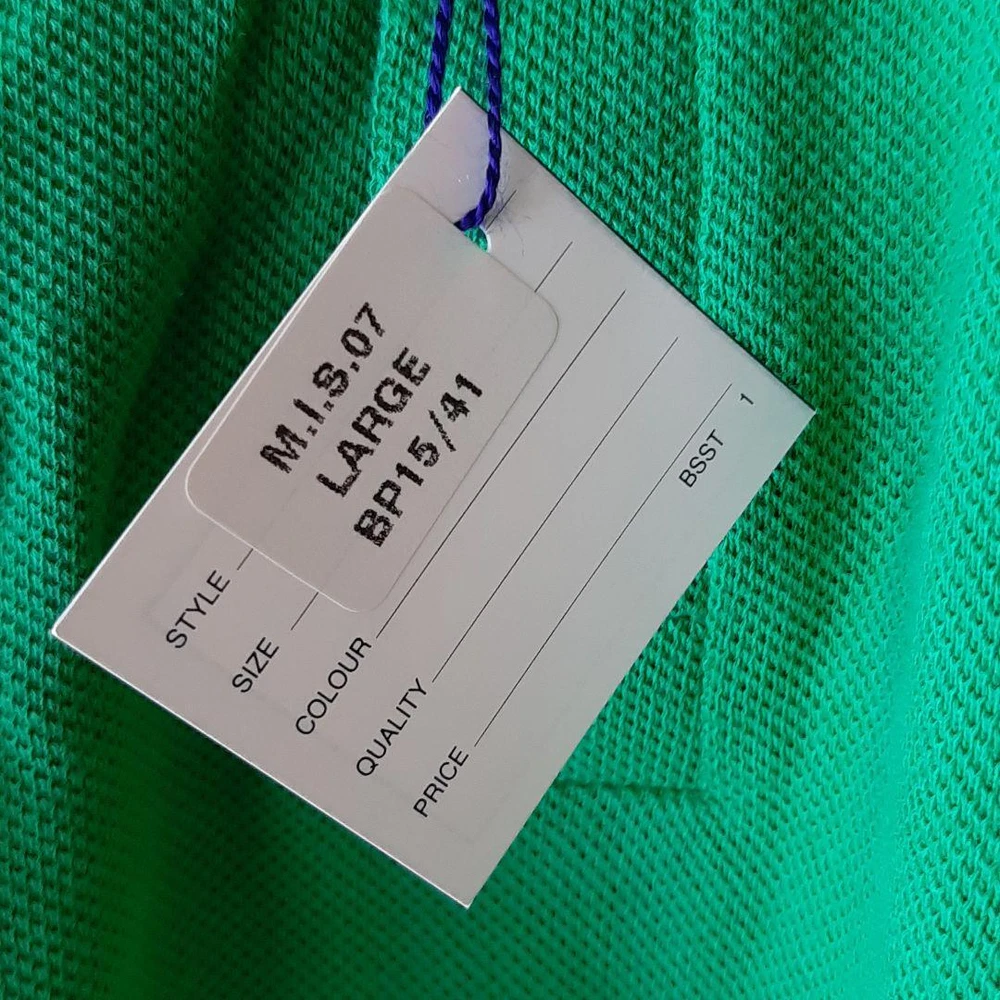 M.I.S.07
LARGE
BP15/41
STYLE
SIZE
COLOUR
QUALITY
PRICE
BSST 1